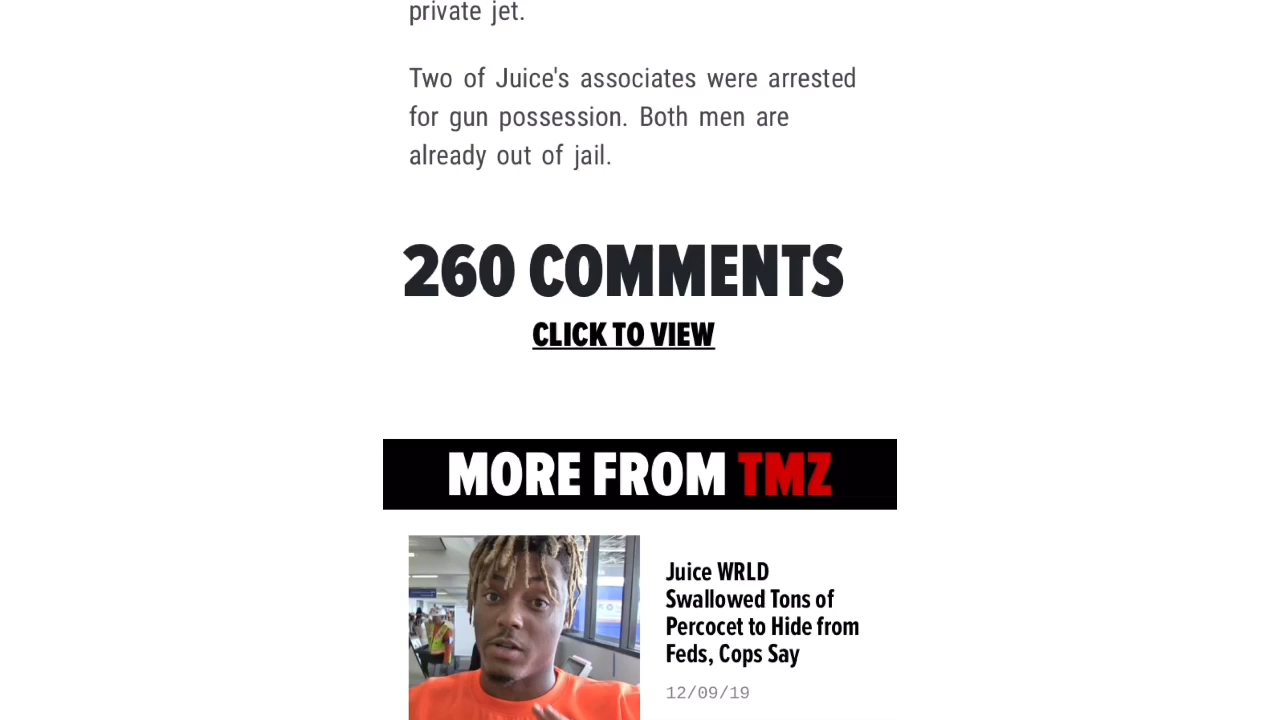 private jet.
Two of Juice's associates were arrested
for gun possession. Both men are
already out of jail.
260 COMMENTS
CLICK TO VIEW
MORE FROM TMZ
Juice WRLD
Swallowed Tons of
Percocet to Hide from
Feds, Cops Say
12/09/19